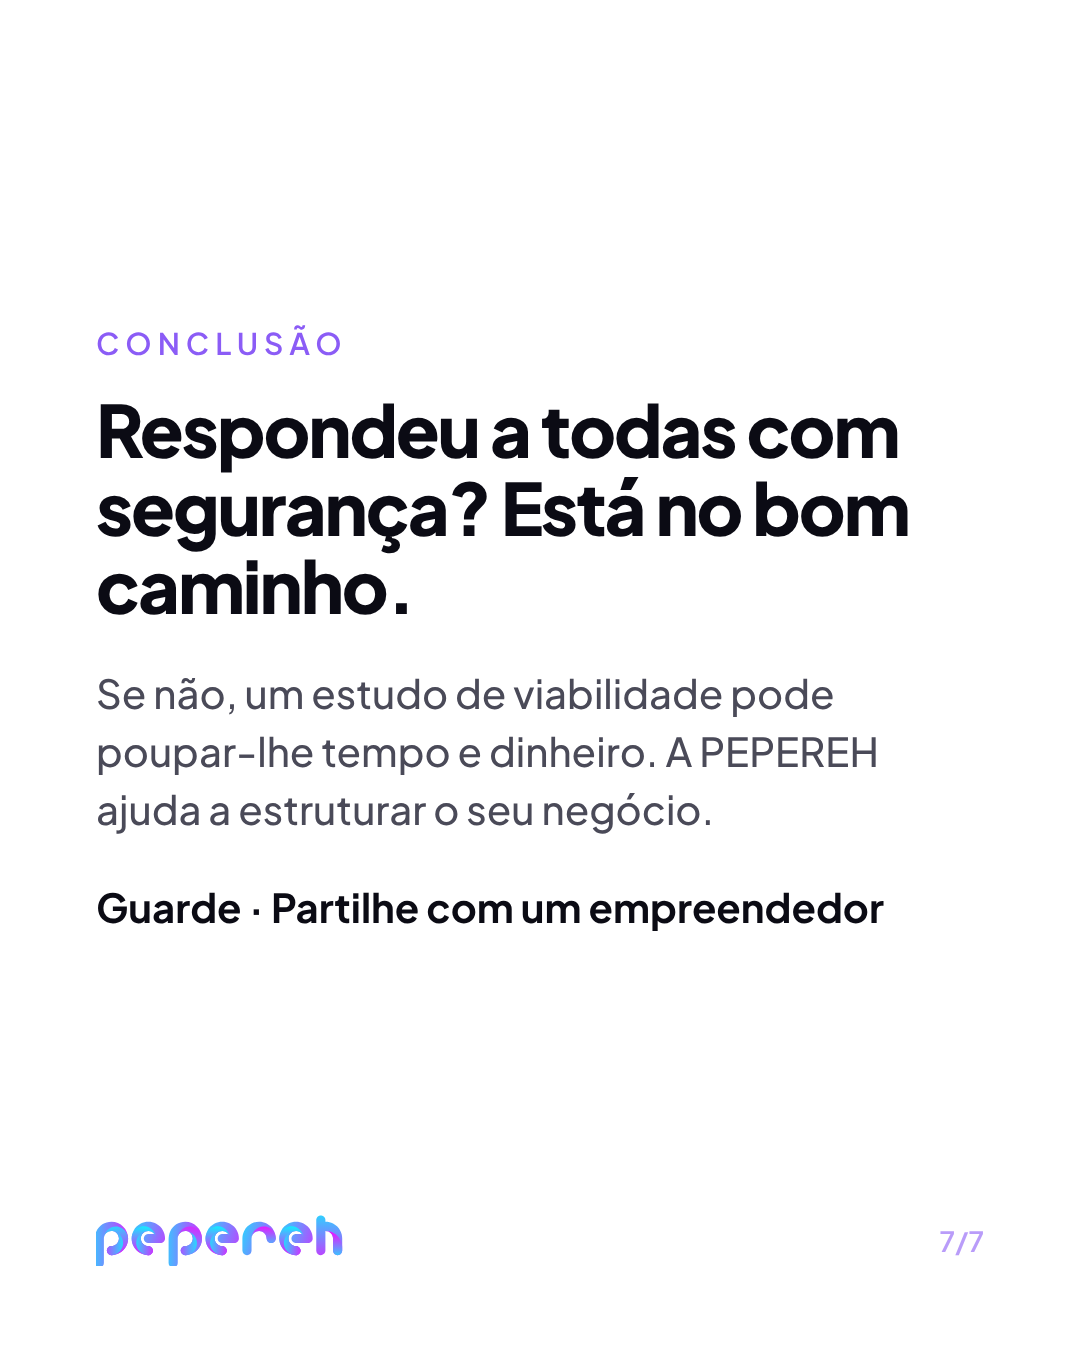 CONCLUSÃO
Respondeu a todas com
segurança? Está no bom
caminho.
Se não, um estudo de viabilidade pode
poupar-lhe tempo e dinheiro. A PEPEREH
ajuda a estruturar o seu negócio.
Guarde · Partilhe com um empreendedor
pepereh
7/7